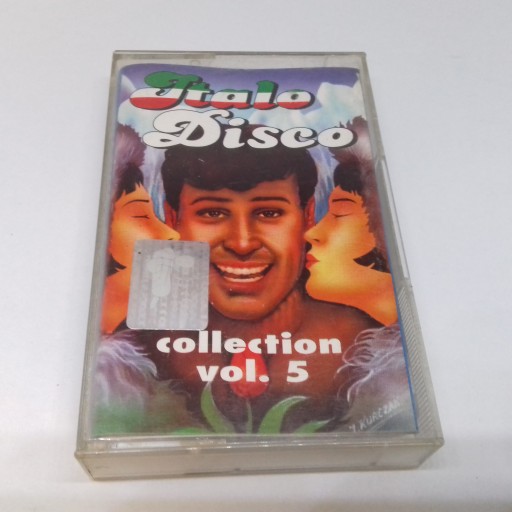 Italo
Disco
collection
vol. 5